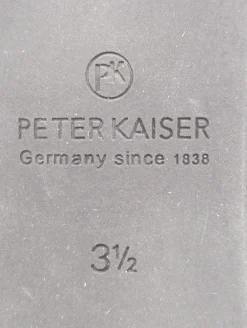 PK
PETER KAISER
Germany since 1838
3½